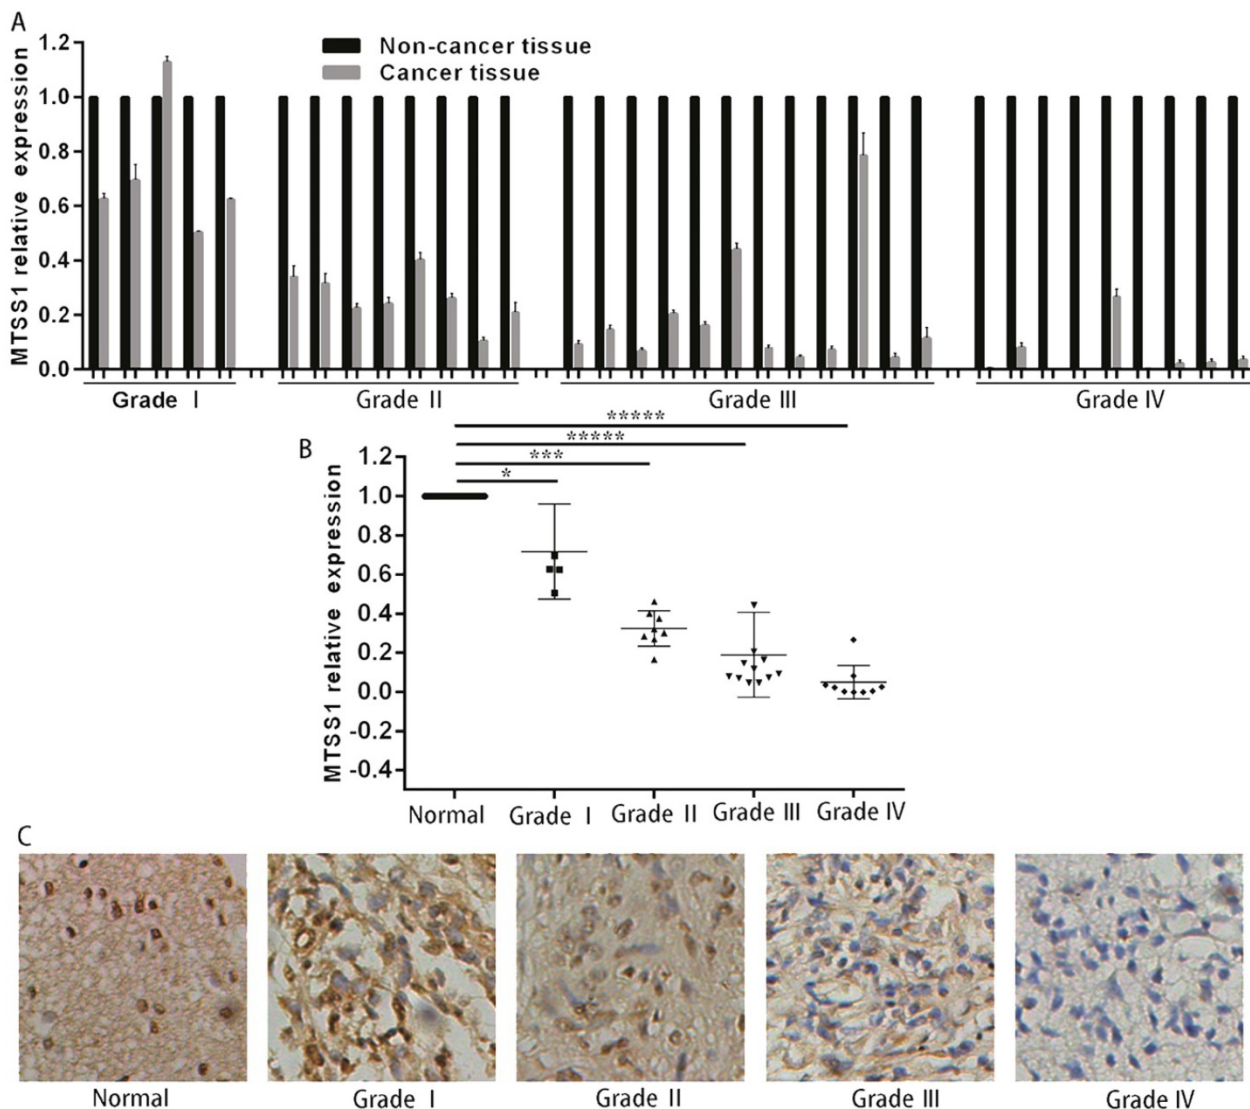 A
MTSS1 relative expression
1.2
1.0
0.8
0.6
0.4
0.2
0.0
Non-cancer tissue
Cancer tissue
Grade I
Grade II
Grade III
Grade IV
B
MTSS1 relative expression
1.2
1.0
0.8
0.6
0.4
0.2
0.0
-0.2
-0.4
*****
*****
***
*
Normal
Grade I
Grade II
Grade III
Grade IV
C
Normal
Grade I
Grade II
Grade III
Grade IV